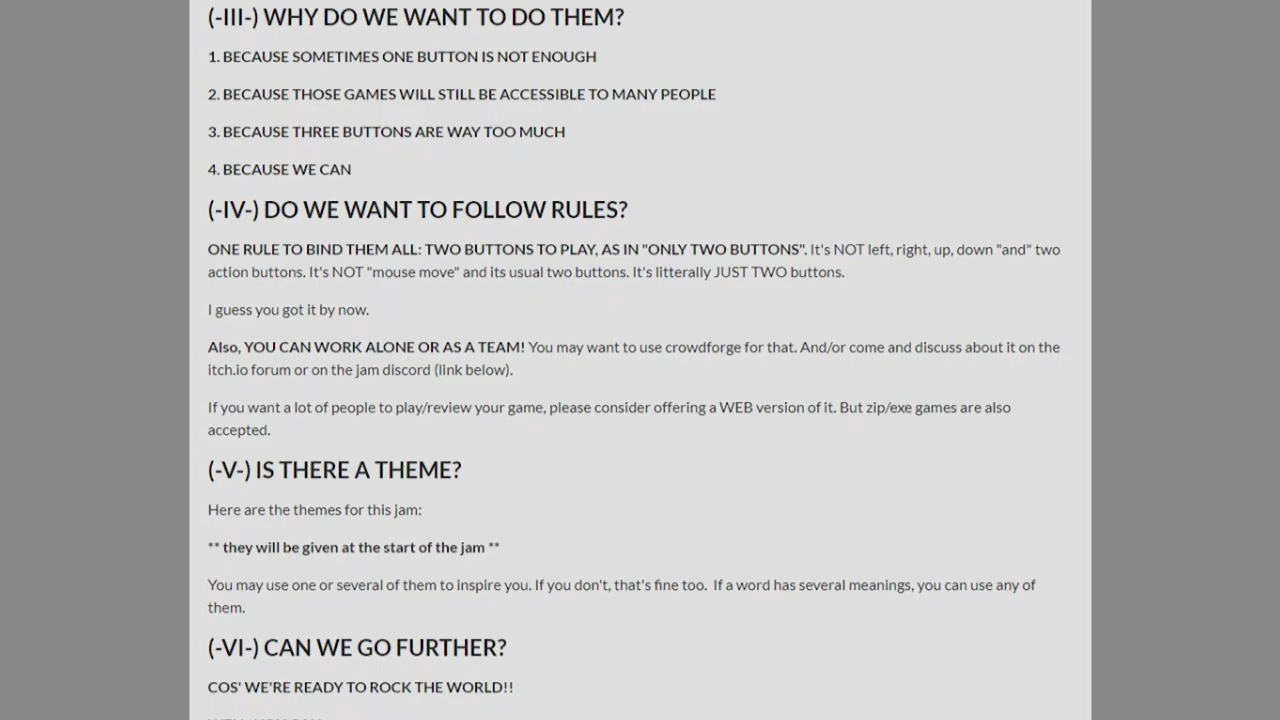 (-III-) WHY DO WE WANT TO DO THEM?
1. BECAUSE SOMETIMES ONE BUTTON IS NOT ENOUGH
2. BECAUSE THOSE GAMES WILL STILL BE ACCESSIBLE TO MANY PEOPLE
3. BECAUSE THREE BUTTONS ARE WAY TOO MUCH
4. BECAUSE WE CAN
(-IV-) DO WE WANT TO FOLLOW RULES?
ONE RULE TO BIND THEM ALL: TWO BUTTONS TO PLAY, AS IN "ONLY TWO BUTTONS". It's NOT left, right, up, down "and" two
action buttons. It's NOT "mouse move" and its usual two buttons. It's litterally JUST TWO buttons.
I guess you got it by now.
Also, YOU CAN WORK ALONE OR AS A TEAM! You may want to use crowdforge for that. And/or come and discuss about it on the
itch.io forum or on the jam discord (link below).
If you want a lot of people to play/review your game, please consider offering a WEB version of it. But zip/exe games are also
accepted.
(-V-) IS THERE A THEME?
Here are the themes for this jam:
** they will be given at the start of the jam **
You may use one or several of them to inspire you. If you don't, that's fine too.  If a word has several meanings, you can use any of
them.
(-VI-) CAN WE GO FURTHER?
COS' WE'RE READY TO ROCK THE WORLD!!